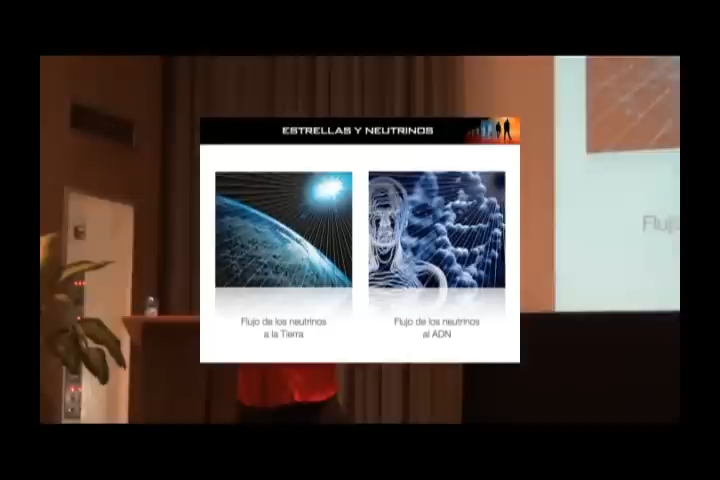 ESTRELLAS Y NEUTRINOS
Flujo de los neutrinos
a la Tierra
Flujo de los neutrinos
al ADN
Fluj